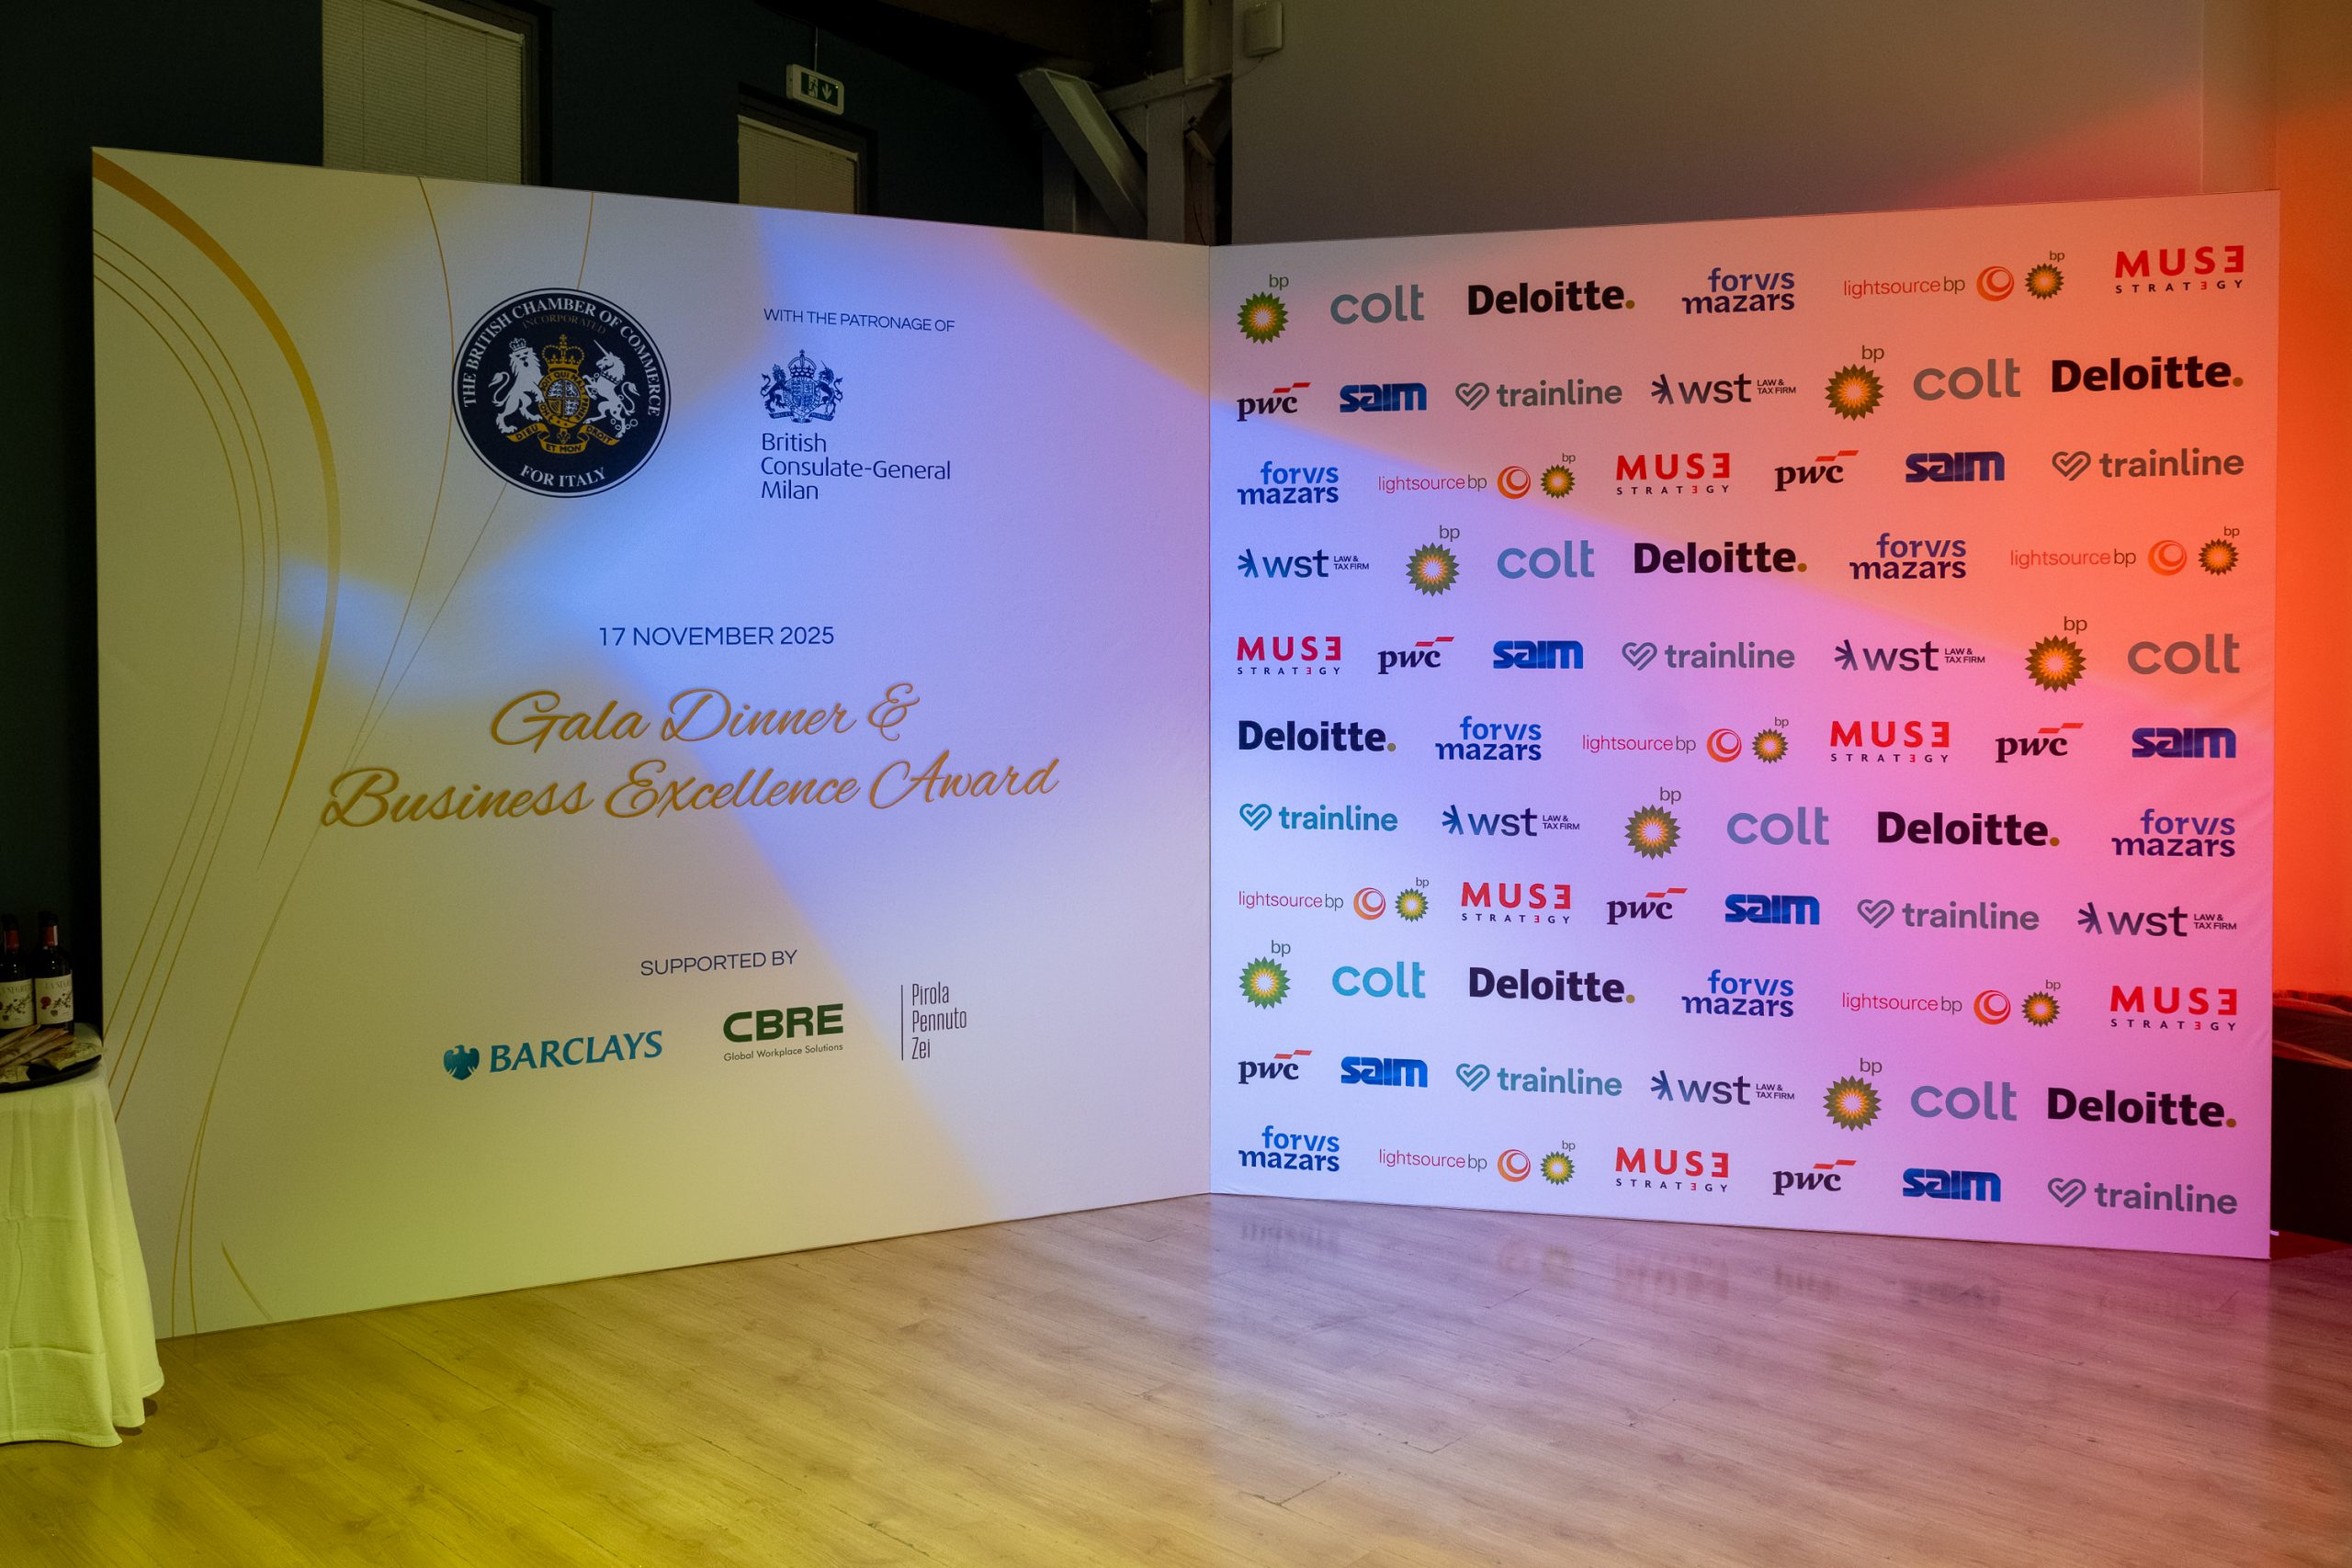 THE BRITISH CHAMBER OF COMMERCE
INCORPORATED
DIEU ET MON DROIT
FOR ITALY
WITH THE PATRONAGE OF
British
Consulate-General
Milan
17 NOVEMBER 2025
Gala Dinner &
Business Excellence Award
SUPPORTED BY
BARCLAYS
CBRE
Global Workplace Solutions
Pirola
Pennuto
Zei
bp colt Deloitte. forvis mazars lightsource bp bp MUSE STRATEGY
pwc saim trainline wst LAW & TAX FIRM bp colt Deloitte.
forvis mazars lightsource bp bp MUSE STRATEGY pwc saim trainline
wst LAW & TAX FIRM bp colt Deloitte. forvis mazars lightsource bp bp
MUSE STRATEGY pwc saim trainline wst LAW & TAX FIRM bp colt
Deloitte. forvis mazars lightsource bp bp MUSE STRATEGY pwc saim
trainline wst LAW & TAX FIRM bp colt Deloitte. forvis mazars
lightsource bp bp MUSE STRATEGY pwc saim trainline wst LAW & TAX FIRM
bp colt Deloitte. forvis mazars lightsource bp bp MUSE STRATEGY
pwc saim trainline wst LAW & TAX FIRM bp colt Deloitte.
forvis mazars lightsource bp bp MUSE STRATEGY pwc saim trainline